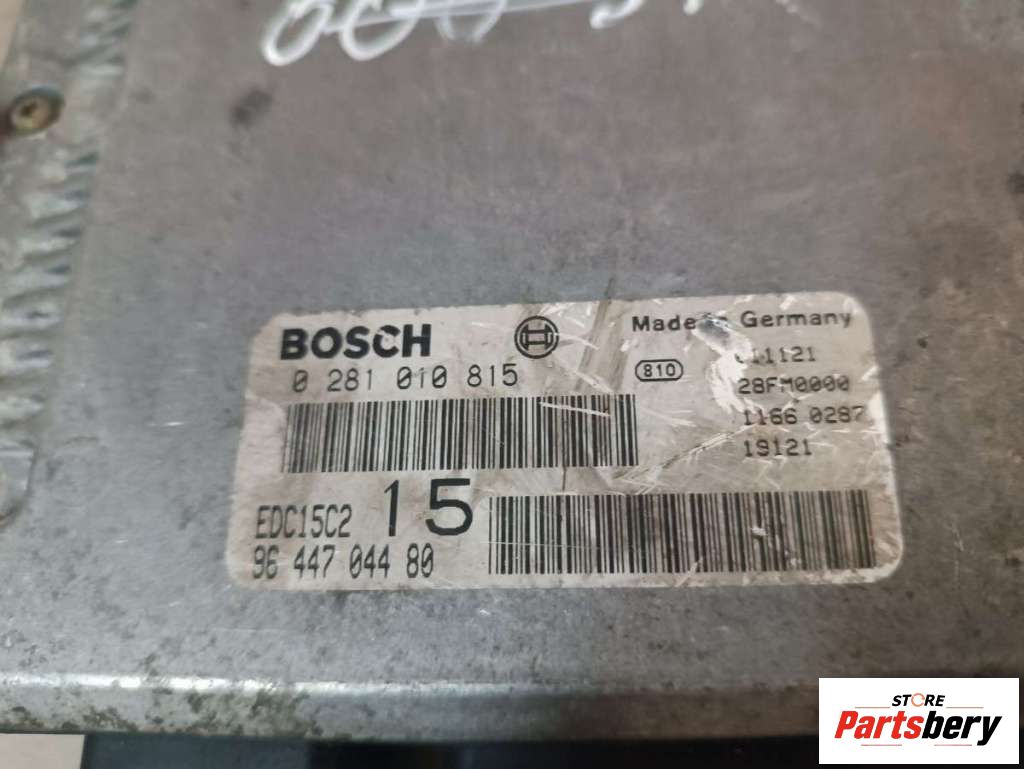 BOSCH
Made in Germany
0 281 010 815
810
28FM0000
1166 0287
19121
EDC15C2 15
96 447 044 80
STORE
Partsbery